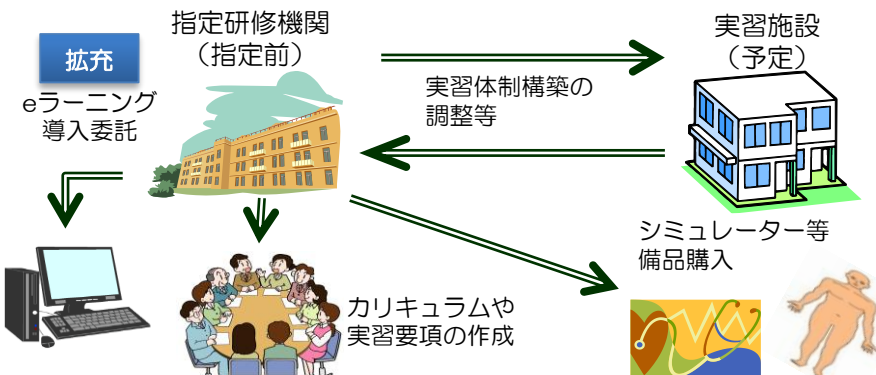 指定研修機関
（指定前）
実習施設
（予定）
拡充
eラーニング
導入委託
実習体制構築の
調整等
シミュレーター等
備品購入
カリキュラムや
実習要項の作成